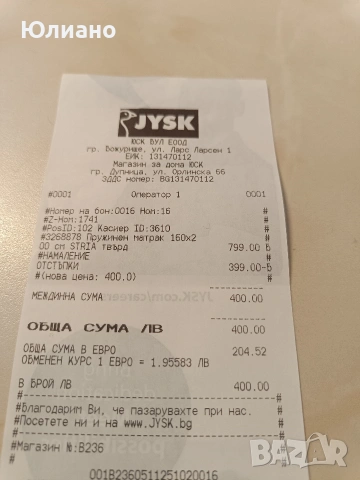 Юлиано
JYSK
ЮСК БУЛ ЕООД
гр. Божурище, ул. Ларс Ларсен 1
ЕИК: 131470112
Магазин за дома ЮСК
гр. Дупница, ул. Орлинска 66
ЗДДС номер: BG131470112
#0001 Оператор 1 0001
#Номер на бон:0016 Ном:16 #
#Z-Ном:1741 #
#PosID:102 Касиер ID:3610 #
#3268878 Пружинен матрак 160x2 #
00 cm STRIA твърд 799.00-Б
#НАМАЛЕНИЕ #
ОТСТЪПКИ 399.00-Б
#(нова цена: 400.0) #
МЕЖДИННА СУМА 400.00
ОБЩА СУМА ЛВ 400.00
ОБЩА СУМА В ЕВРО 204.52
ОБМЕНЕН КУРС 1 ЕВРО = 1.95583 ЛВ
В БРОЙ ЛВ 400.00
#Благодарим Ви, че пазарувахте при нас. #
#Посетете ни и на www.JYSK.bg #
#Магазин №:B236 #
001B2360511251020016
BAZAR